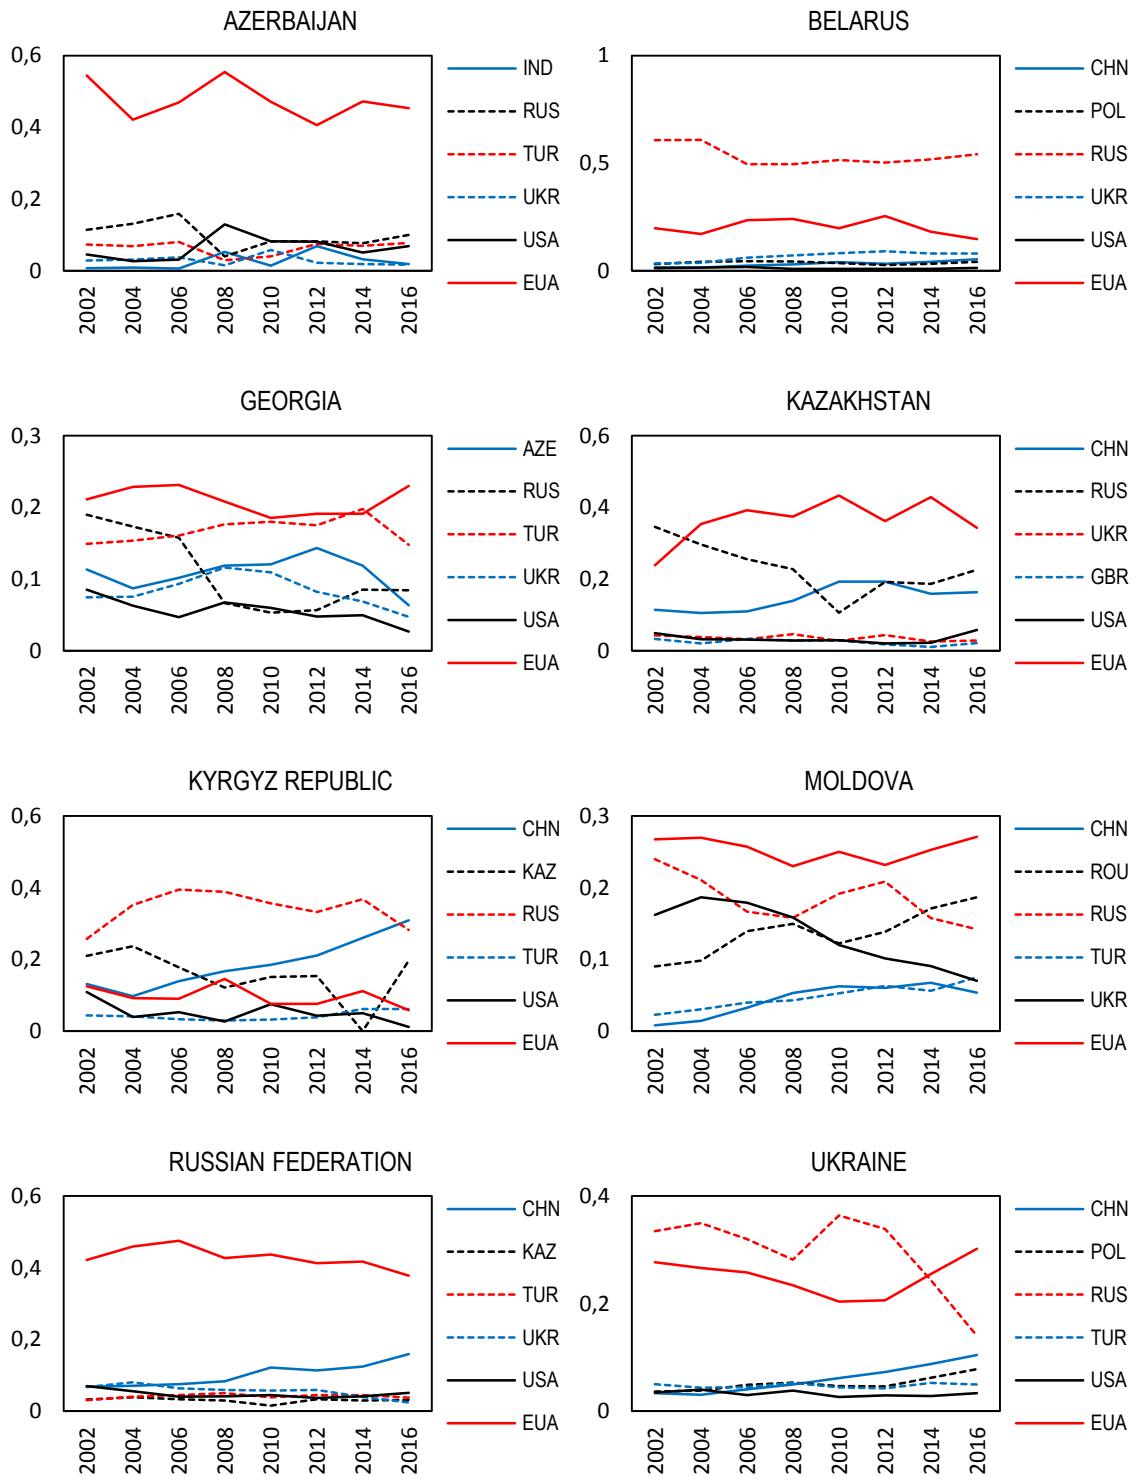 AZERBAIJAN
0,6
0,4
0,2
0
2002
2004
2006
2008
2010
2012
2014
2016
IND
RUS
TUR
UKR
USA
EUA
BELARUS
1
0,5
0
2002
2004
2006
2008
2010
2012
2014
2016
CHN
POL
RUS
UKR
USA
EUA
GEORGIA
0,3
0,2
0,1
0
2002
2004
2006
2008
2010
2012
2014
2016
AZE
RUS
TUR
UKR
USA
EUA
KAZAKHSTAN
0,6
0,4
0,2
0
2002
2004
2006
2008
2010
2012
2014
2016
CHN
RUS
UKR
GBR
USA
EUA
KYRGYZ REPUBLIC
0,6
0,4
0,2
0
2002
2004
2006
2008
2010
2012
2014
2016
CHN
KAZ
RUS
TUR
USA
EUA
MOLDOVA
0,3
0,2
0,1
0
2002
2004
2006
2008
2010
2012
2014
2016
CHN
ROU
RUS
TUR
UKR
EUA
RUSSIAN FEDERATION
0,6
0,4
0,2
0
2002
2004
2006
2008
2010
2012
2014
2016
CHN
KAZ
TUR
UKR
USA
EUA
UKRAINE
0,4
0,2
0
2002
2004
2006
2008
2010
2012
2014
2016
CHN
POL
RUS
TUR
USA
EUA